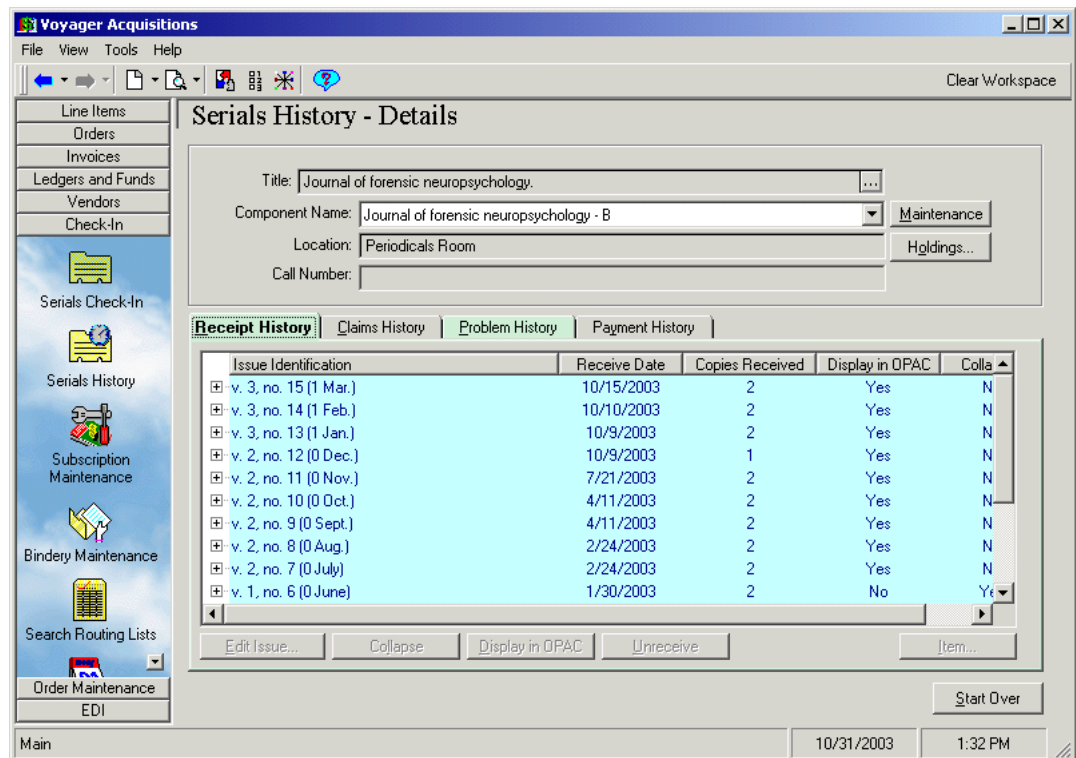 Voyager Acquisitions
File View Tools Help
Clear Workspace
Line Items
Orders
Invoices
Ledgers and Funds
Vendors
Check-In
Serials Check-In
Serials History
Subscription
Maintenance
Bindery Maintenance
Search Routing Lists
Order Maintenance
EDI
Serials History - Details
Title: Journal of forensic neuropsychology. ...
Component Name: Journal of forensic neuropsychology - B Maintenance
Location: Periodicals Room Holdings...
Call Number:
Receipt History Claims History Problem History Payment History
Issue Identification Receive Date Copies Received Display in OPAC Colla
v. 3, no. 15 (1 Mar.) 10/15/2003 2 Yes N
v. 3, no. 14 (1 Feb.) 10/10/2003 2 Yes N
v. 3, no. 13 (1 Jan.) 10/9/2003 2 Yes N
v. 2, no. 12 (0 Dec.) 10/9/2003 1 Yes N
v. 2, no. 11 (0 Nov.) 7/21/2003 2 Yes N
v. 2, no. 10 (0 Oct.) 4/11/2003 2 Yes N
v. 2, no. 9 (0 Sept.) 4/11/2003 2 Yes N
v. 2, no. 8 (0 Aug.) 2/24/2003 2 Yes N
v. 2, no. 7 (0 July) 2/24/2003 2 Yes N
v. 1, no. 6 (0 June) 1/30/2003 2 No Ye
Edit Issue... Collapse Display in OPAC Unreceive Item...
Start Over
Main 10/31/2003 1:32 PM